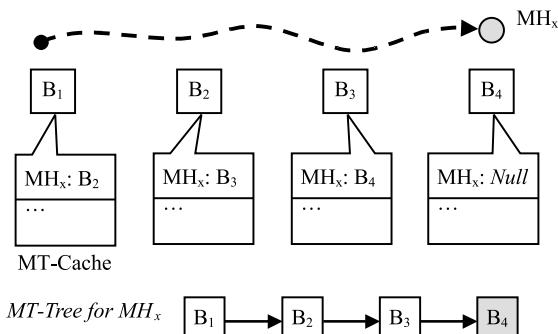 MHₓ
B₁ B₂ B₃ B₄
MHₓ: B₂ MHₓ: B₃ MHₓ: B₄ MHₓ: Null
… … … …
MT-Cache
MT-Tree for MHₓ B₁ B₂ B₃ B₄